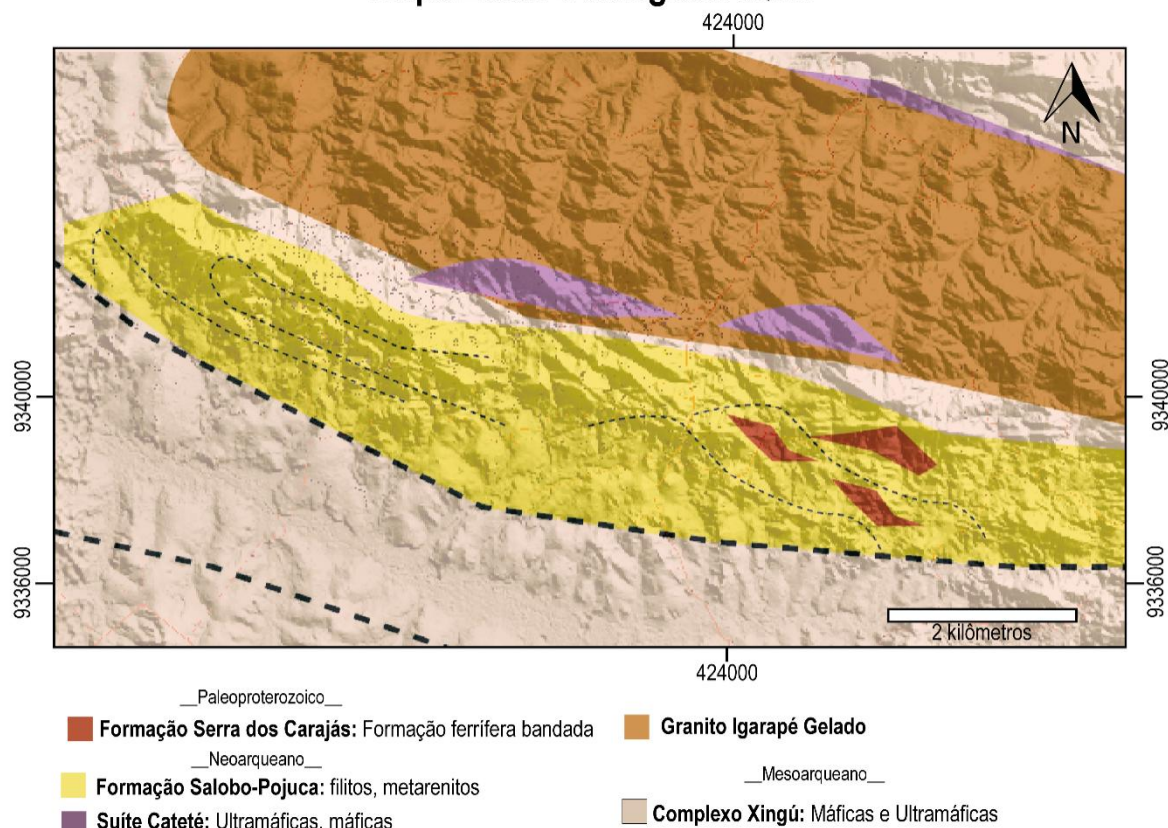 424000
N
9340000
9340000
9336000
9336000
2 kilômetros
424000
__Paleoproterozoico__
Formação Serra dos Carajás: Formação ferrífera bandada
Granito Igarapé Gelado
__Neoarqueano__
__Mesoarqueano__
Formação Salobo-Pojuca: filitos, metarenitos
Complexo Xingú: Máficas e Ultramáficas
Suíte Cateté: Ultramáficas, máficas